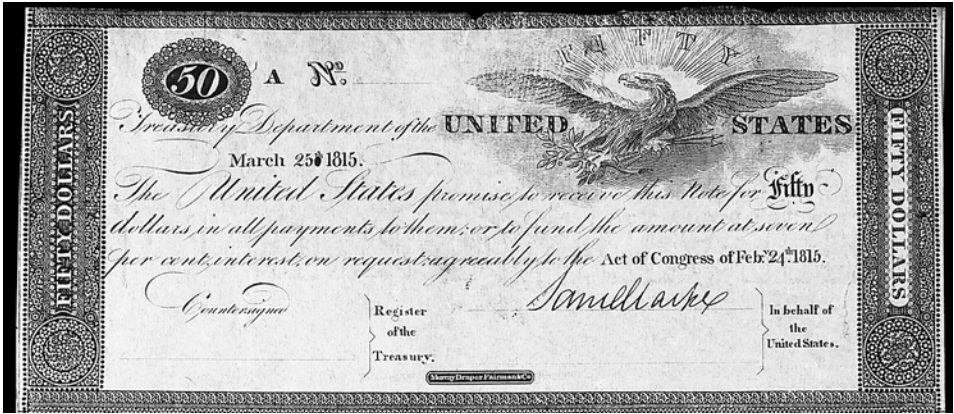 FIFTY
50 A No.
Treasury Department of the UNITED STATES
March 25th 1815.
The United States promise to receive this Note for Fifty
dollars in all payments to them: or to fund the amount at seven
per cent interest, on request: agreeably to the Act of Congress of Feby. 24th. 1815.
Countersigned
Register
of the
Treasury.
In behalf of
the
United States.
Murray Draper Fairman & Co
FIFTY DOLLARS
FIFTY DOLLARS